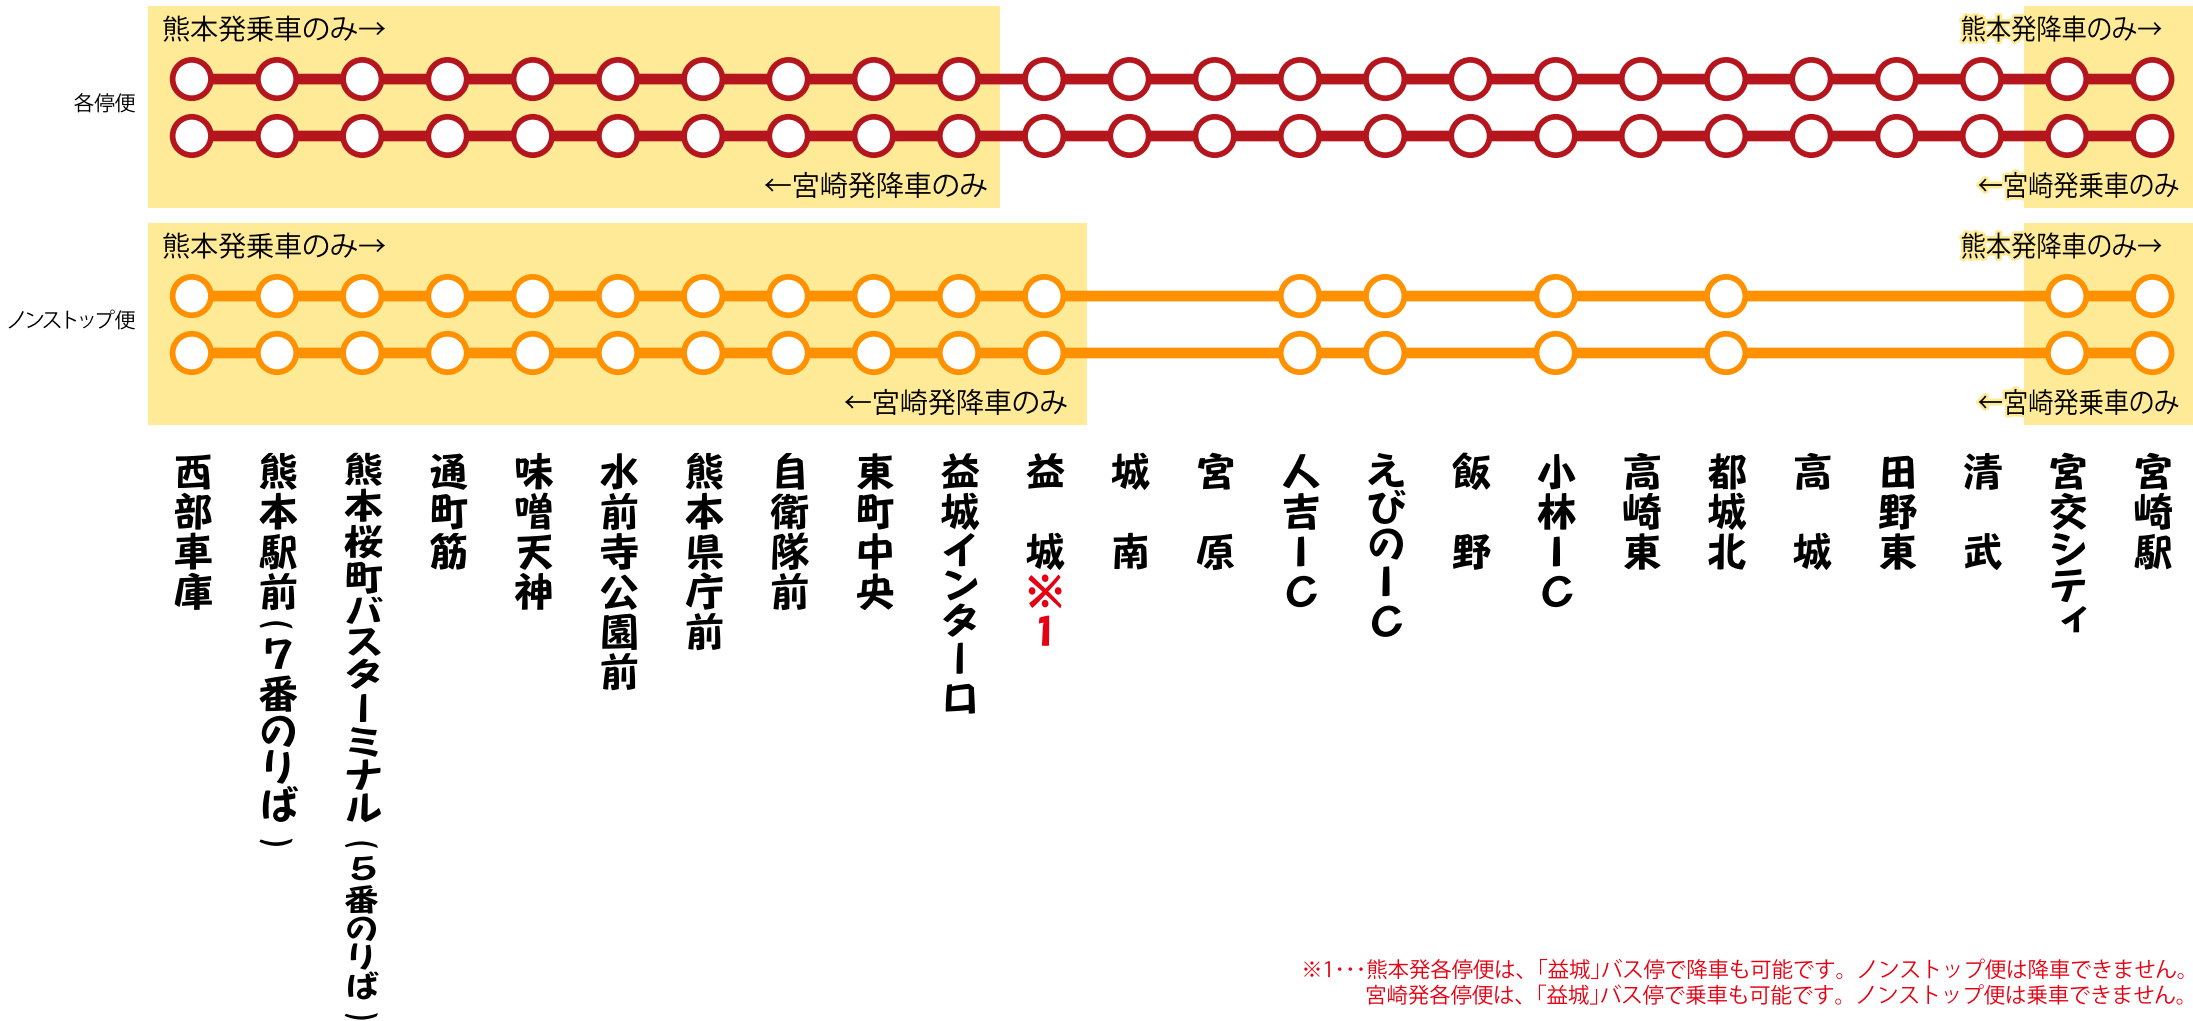 熊本発乗車のみ→
熊本発降車のみ→
各停便
←宮崎発降車のみ
←宮崎発乗車のみ
熊本発乗車のみ→
熊本発降車のみ→
ノンストップ便
←宮崎発降車のみ
←宮崎発乗車のみ
西部車庫
熊本駅前(7番のりば)
熊本桜町バスターミナル(5番のりば)
通町筋
味噌天神
水前寺公園前
熊本県庁前
自衛隊前
東町中央
益城インター口
益城※1
城南
宮原
人吉IC
えびのIC
飯野
小林IC
高崎東
都城北
高城
田野東
清武
宮交シティ
宮崎駅
※1･･･熊本発各停便は、「益城」バス停で降車も可能です。ノンストップ便は降車できません。
宮崎発各停便は、「益城」バス停で乗車も可能です。ノンストップ便は乗車できません。